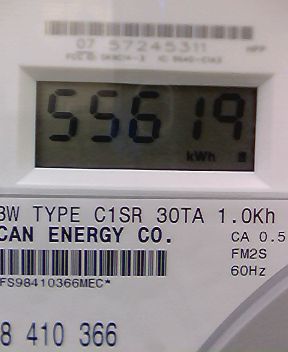 07 57245311
55619
kWh
3W TYPE C1SR 30TA 1.0Kh
CAN ENERGY CO. CA 0.5
FM2S
60Hz
FS98410366MEC*
8 410 366